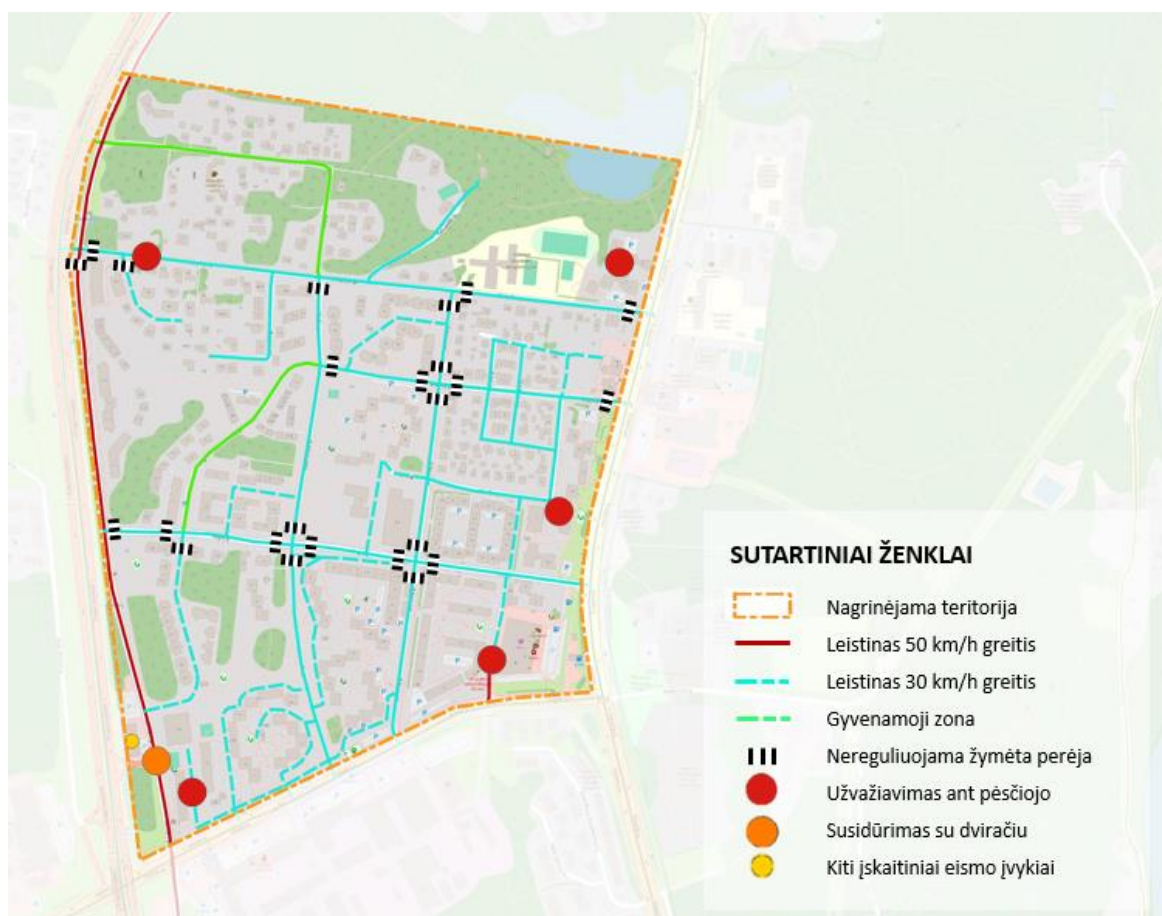 SUTARTINIAI ŽENKLAI
Nagrinėjama teritorija
Leistinas 50 km/h greitis
Leistinas 30 km/h greitis
Gyvenamoji zona
Nereguliuojama žymėta perėja
Užvažiavimas ant pėsčiojo
Susidūrimas su dviračiu
Kiti įskaitiniai eismo įvykiai